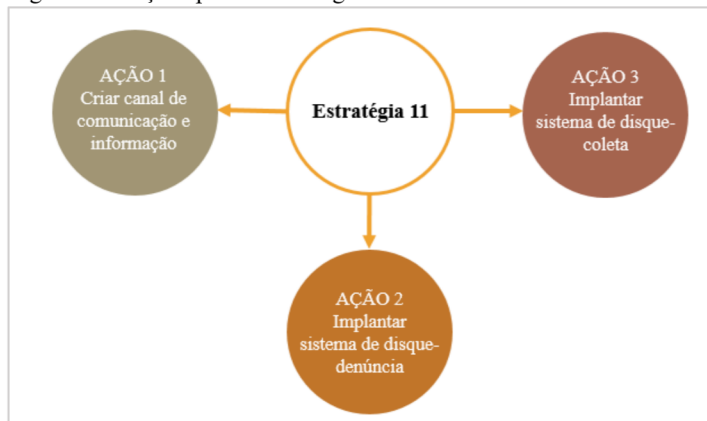 AÇÃO 1
Criar canal de
comunicação e
informação
Estratégia 11
AÇÃO 3
Implantar
sistema de disque-
coleta
AÇÃO 2
Implantar
sistema de disque-
denúncia